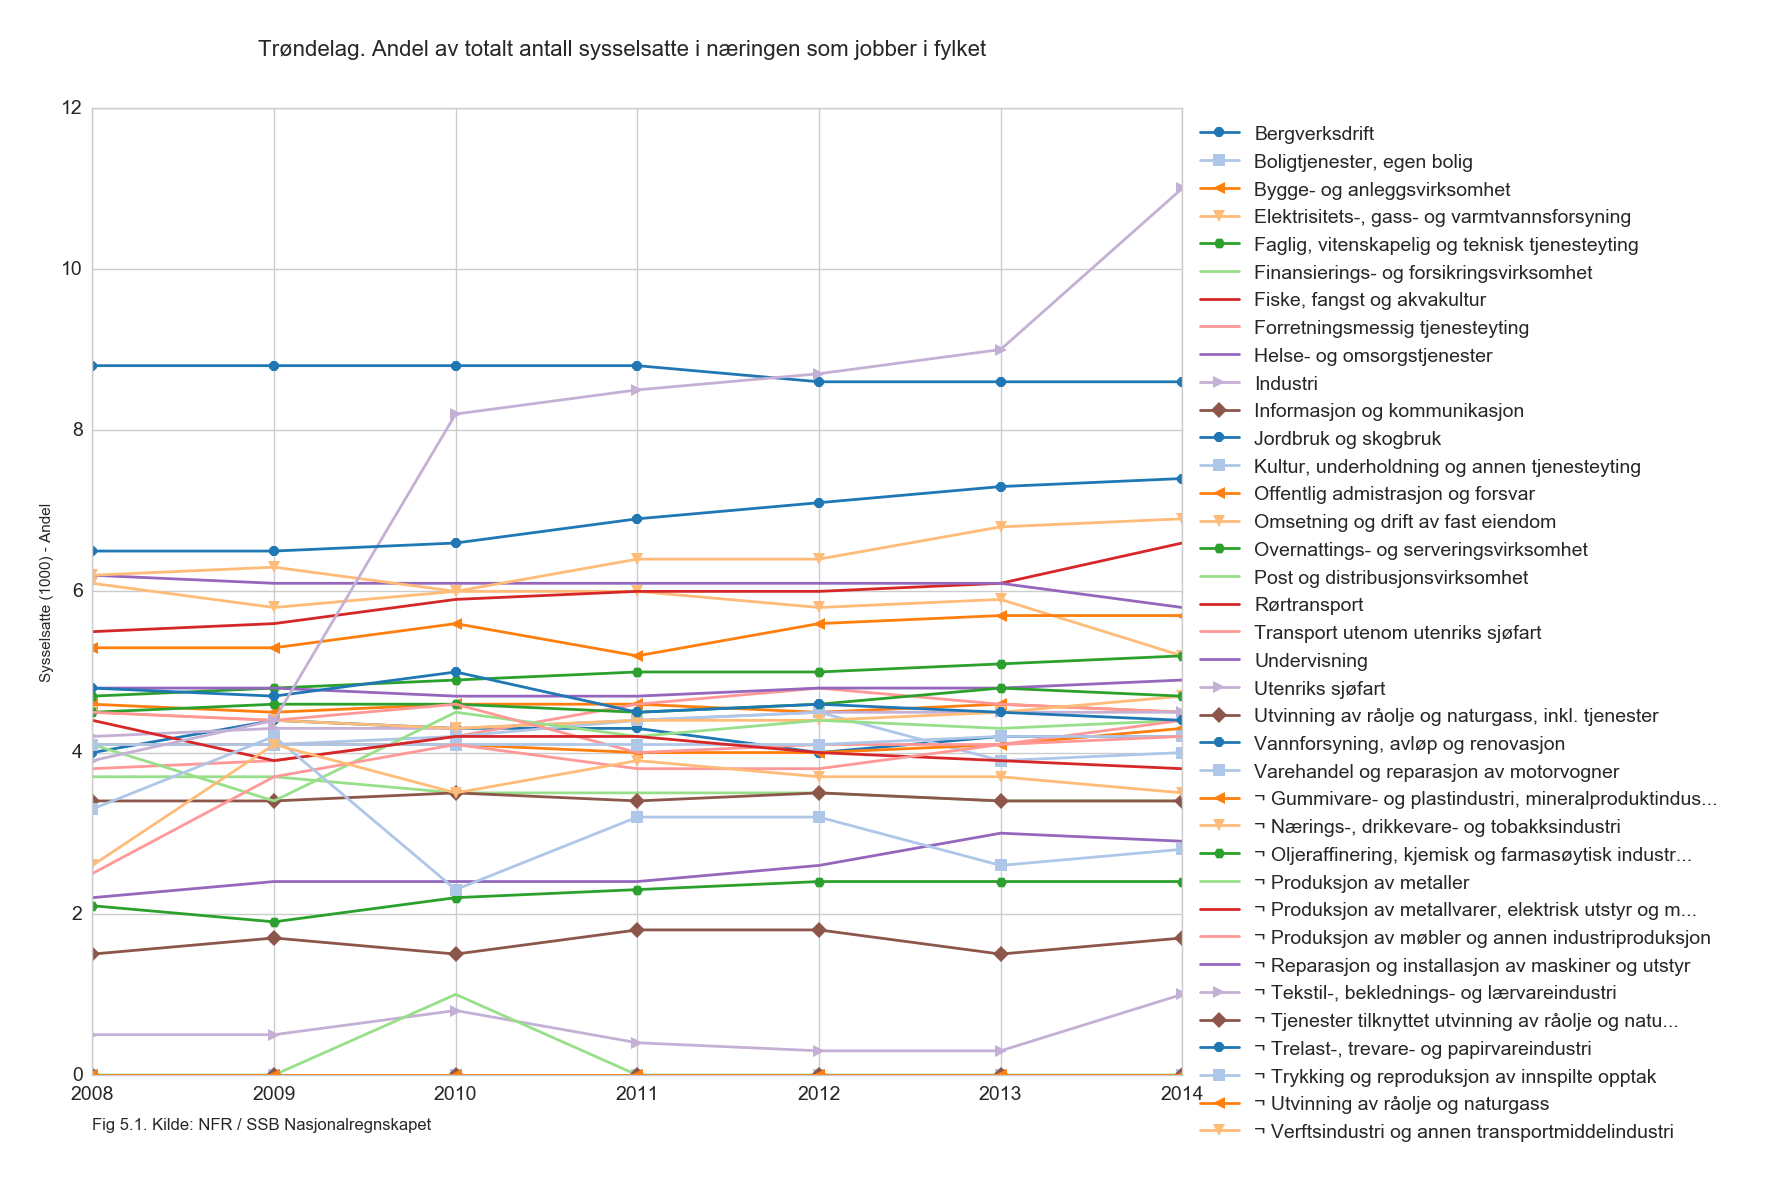 Trøndelag. Andel av totalt antall sysselsatte i næringen som jobber i fylket
12
10
8
6
4
2
0
Sysselsatte (1000) - Andel
2008 2009 2010 2011 2012 2013 2014
Fig 5.1. Kilde: NFR / SSB Nasjonalregnskapet
Bergverksdrift
Boligtjenester, egen bolig
Bygge- og anleggsvirksomhet
Elektrisitets-, gass- og varmtvannsforsyning
Faglig, vitenskapelig og teknisk tjenesteyting
Finansierings- og forsikringsvirksomhet
Fiske, fangst og akvakultur
Forretningsmessig tjenesteyting
Helse- og omsorgstjenester
Industri
Informasjon og kommunikasjon
Jordbruk og skogbruk
Kultur, underholdning og annen tjenesteyting
Offentlig admistrasjon og forsvar
Omsetning og drift av fast eiendom
Overnattings- og serveringsvirksomhet
Post og distribusjonsvirksomhet
Rørtransport
Transport utenom utenriks sjøfart
Undervisning
Utenriks sjøfart
Utvinning av råolje og naturgass, inkl. tjenester
Vannforsyning, avløp og renovasjon
Varehandel og reparasjon av motorvogner
¬ Gummivare- og plastindustri, mineralproduktindus...
¬ Nærings-, drikkevare- og tobakksindustri
¬ Oljeraffinering, kjemisk og farmasøytisk industr...
¬ Produksjon av metaller
¬ Produksjon av metallvarer, elektrisk utstyr og m...
¬ Produksjon av møbler og annen industriproduksjon
¬ Reparasjon og installasjon av maskiner og utstyr
¬ Tekstil-, beklednings- og lærvareindustri
¬ Tjenester tilknyttet utvinning av råolje og natu...
¬ Trelast-, trevare- og papirvareindustri
¬ Trykking og reproduksjon av innspilte opptak
¬ Utvinning av råolje og naturgass
¬ Verftsindustri og annen transportmiddelindustri